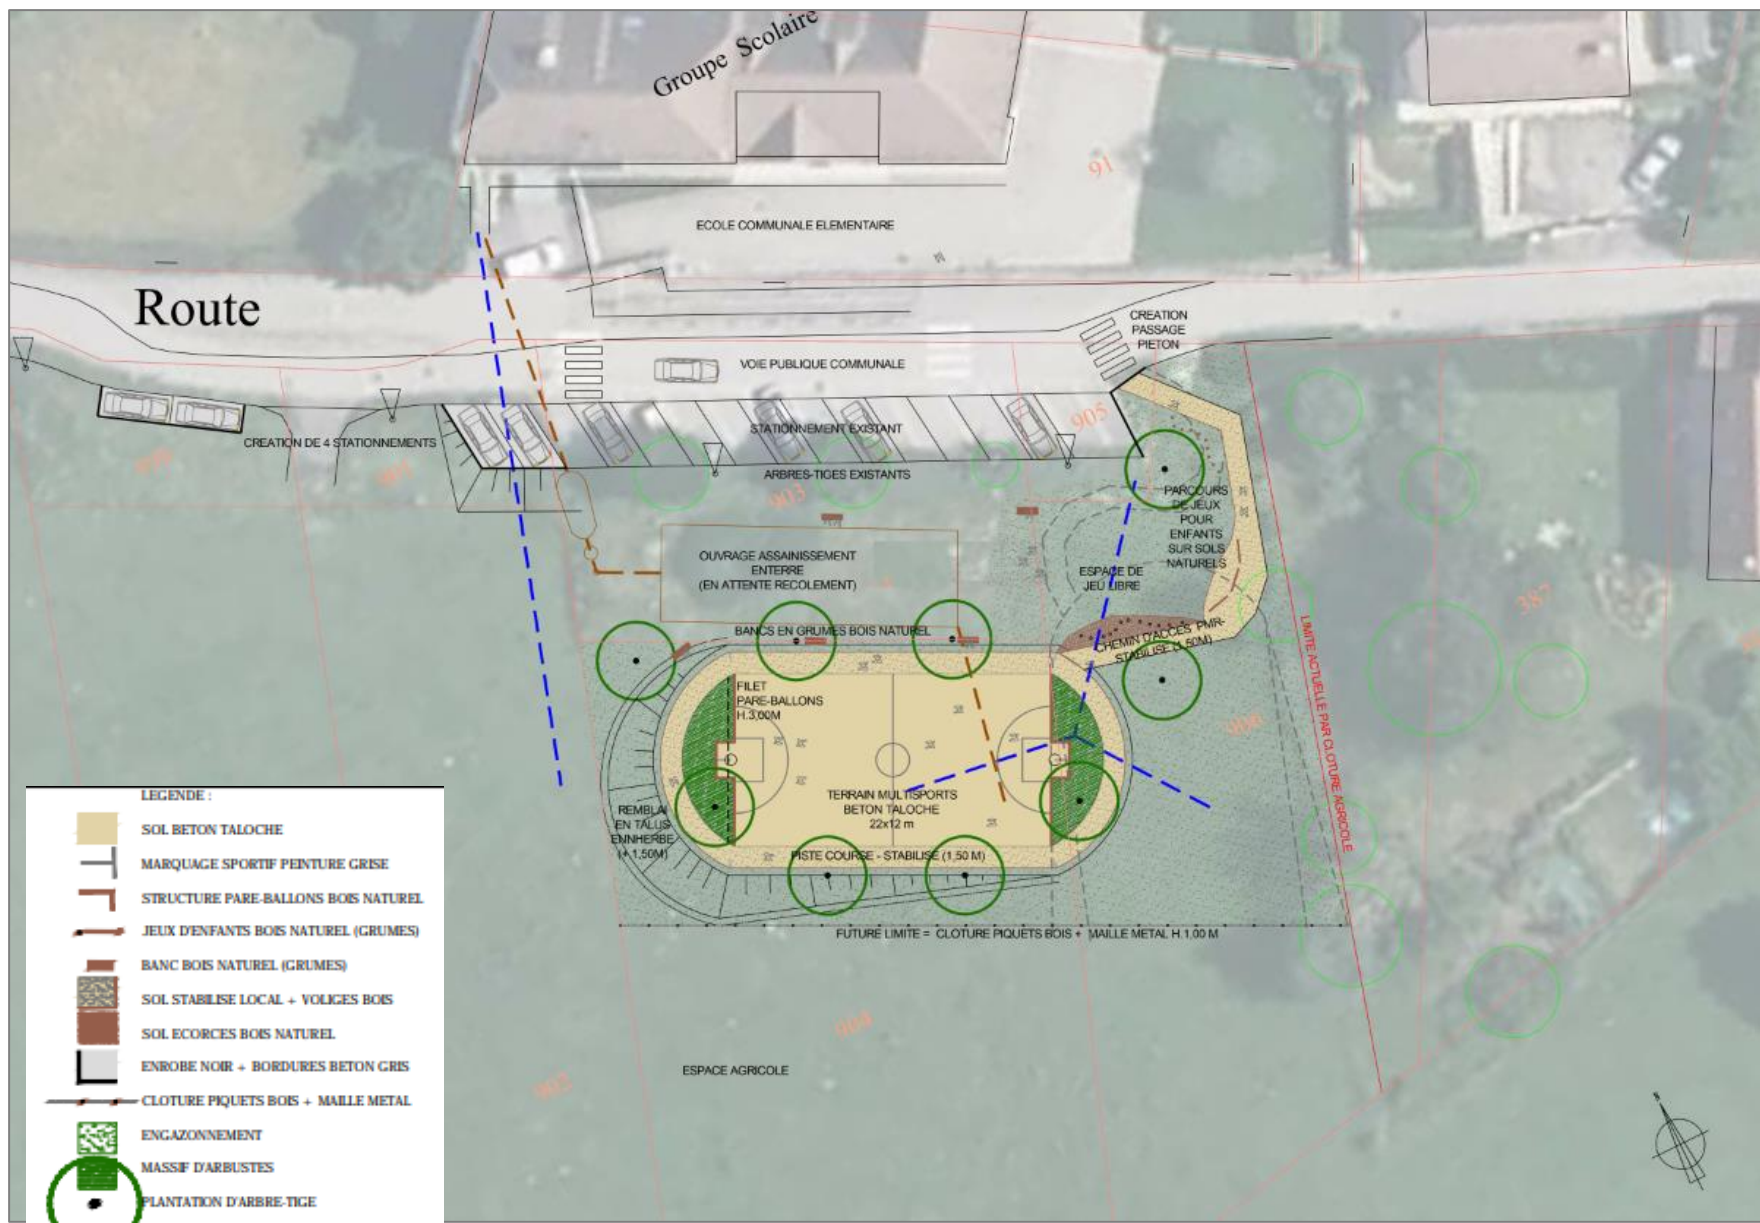 Groupe Scolaire
91
ECOLE COMMUNALE ELEMENTAIRE
Route
CREATION
PASSAGE
PIETON
VOIE PUBLIQUE COMMUNALE
905
STATIONNEMENT EXISTANT
CREATION DE 4 STATIONNEMENTS
ARBRES-TIGES EXISTANTS
903
PARCOURS
DE JEUX
POUR
ENFANTS
SUR SOLS
NATURELS
OUVRAGE ASSAINISSEMENT
ENTERRE
(EN ATTENTE RECOLEMENT)
ESPACE DE
JEU LIBRE
387
BANCS EN GRUMES BOIS NATUREL
CHEMIN D'ACCES PMR-
STABILISE (1,50M)
LIMITE ACTUELLE PAR CLOTURE AGRICOLE
FILET
PARE-BALLONS
H.3,00M
906
TERRAIN MULTISPORTS
BETON TALOCHE
22x12 m
REMBLAI
EN TALUS
ENNHERBE
(+ 1,50M)
PISTE COURSE - STABILISE (1,50 M)
FUTURE LIMITE = CLOTURE PIQUETS BOIS + MAILLE METAL H.1,00 M
909
ESPACE AGRICOLE
N
LEGENDE :
SOL BETON TALOCHE
MARQUAGE SPORTIF PEINTURE GRISE
STRUCTURE PARE-BALLONS BOIS NATUREL
JEUX D'ENFANTS BOIS NATUREL (GRUMES)
BANC BOIS NATUREL (GRUMES)
SOL STABILISE LOCAL + VOLIGES BOIS
SOL ECORCES BOIS NATUREL
ENROBE NOIR + BORDURES BETON GRIS
CLOTURE PIQUETS BOIS + MAILLE METAL
ENGAZONNEMENT
MASSIF D'ARBUSTES
PLANTATION D'ARBRE-TIGE